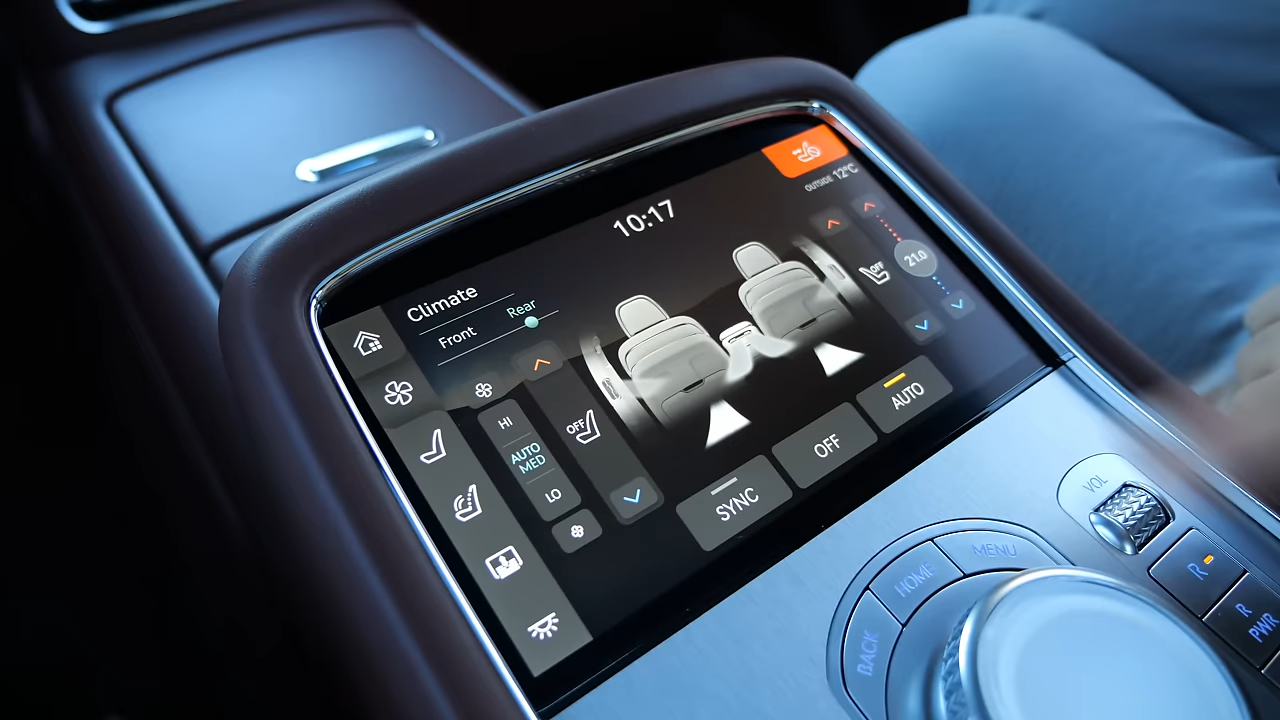 10:17
OUTSIDE 12°C
Climate
Front
Rear
HI
AUTO
MED
LO
OFF
OFF
21.0
SYNC
OFF
AUTO
VOL
BACK
HOME
MENU
R
R
PWR